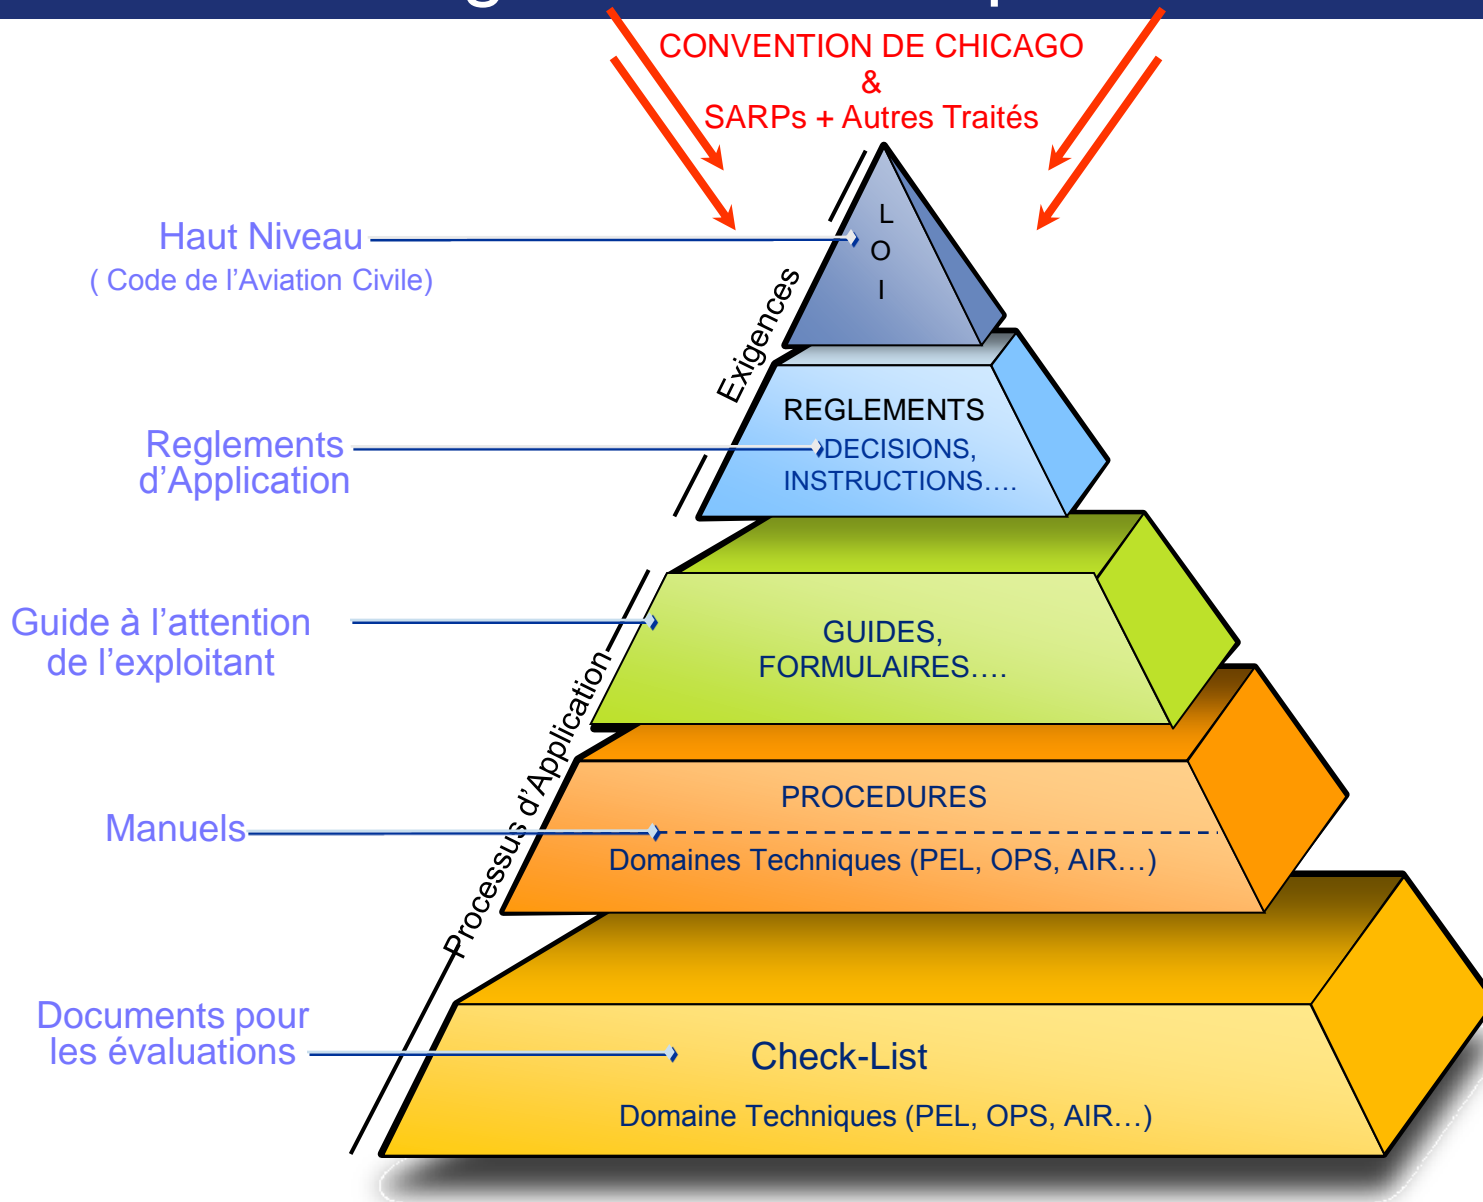 CONVENTION DE CHICAGO
&
SARPs + Autres Traités
L
O
I
Haut Niveau
( Code de l’Aviation Civile)
Exigences
REGLEMENTS
DECISIONS,
INSTRUCTIONS….
Reglements
d’Application
GUIDES,
FORMULAIRES….
Guide à l’attention
de l’exploitant
Processus d’Application
PROCEDURES
Domaines Techniques (PEL, OPS, AIR…)
Manuels
Check-List
Domaine Techniques (PEL, OPS, AIR…)
Documents pour
les évaluations